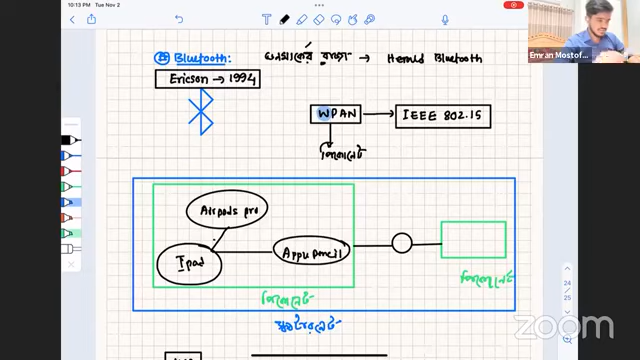 10:13 PM Tue Nov 2
Bluetooth: ডেনমার্কের রাজা → Herald Bluetooth
Ericson → 1994
WPAN → IEEE 802.15
পিকোনেট
Airpods pro
Ipad
Apple pencil
পিকোনেট
পিকোনেট
স্ক্যাটারনেট
24
25
Emran Mostof...
zoom